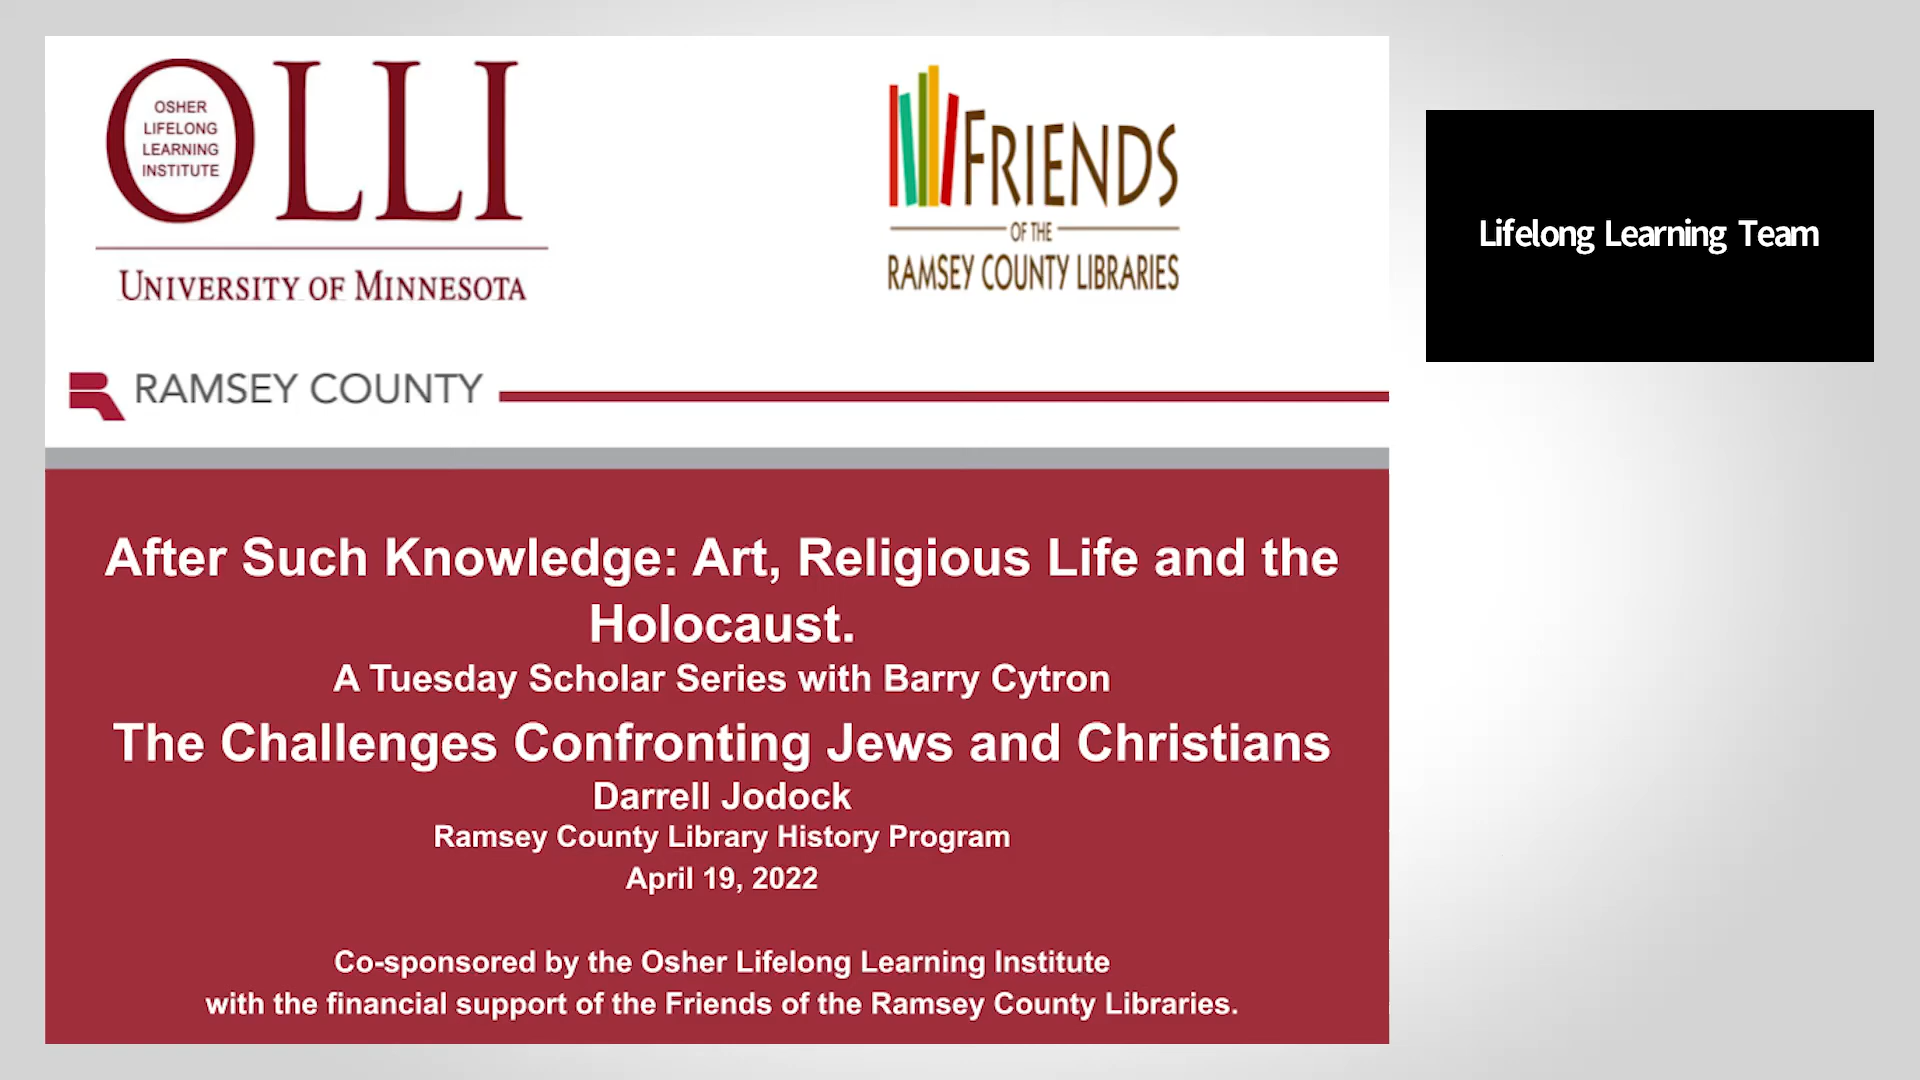 OLLI
OSHER
LIFELONG
LEARNING
INSTITUTE
UNIVERSITY OF MINNESOTA
FRIENDS
OF THE
RAMSEY COUNTY LIBRARIES
RAMSEY COUNTY
Lifelong Learning Team
After Such Knowledge: Art, Religious Life and the
Holocaust.
A Tuesday Scholar Series with Barry Cytron
The Challenges Confronting Jews and Christians
Darrell Jodock
Ramsey County Library History Program
April 19, 2022
Co-sponsored by the Osher Lifelong Learning Institute
with the financial support of the Friends of the Ramsey County Libraries.